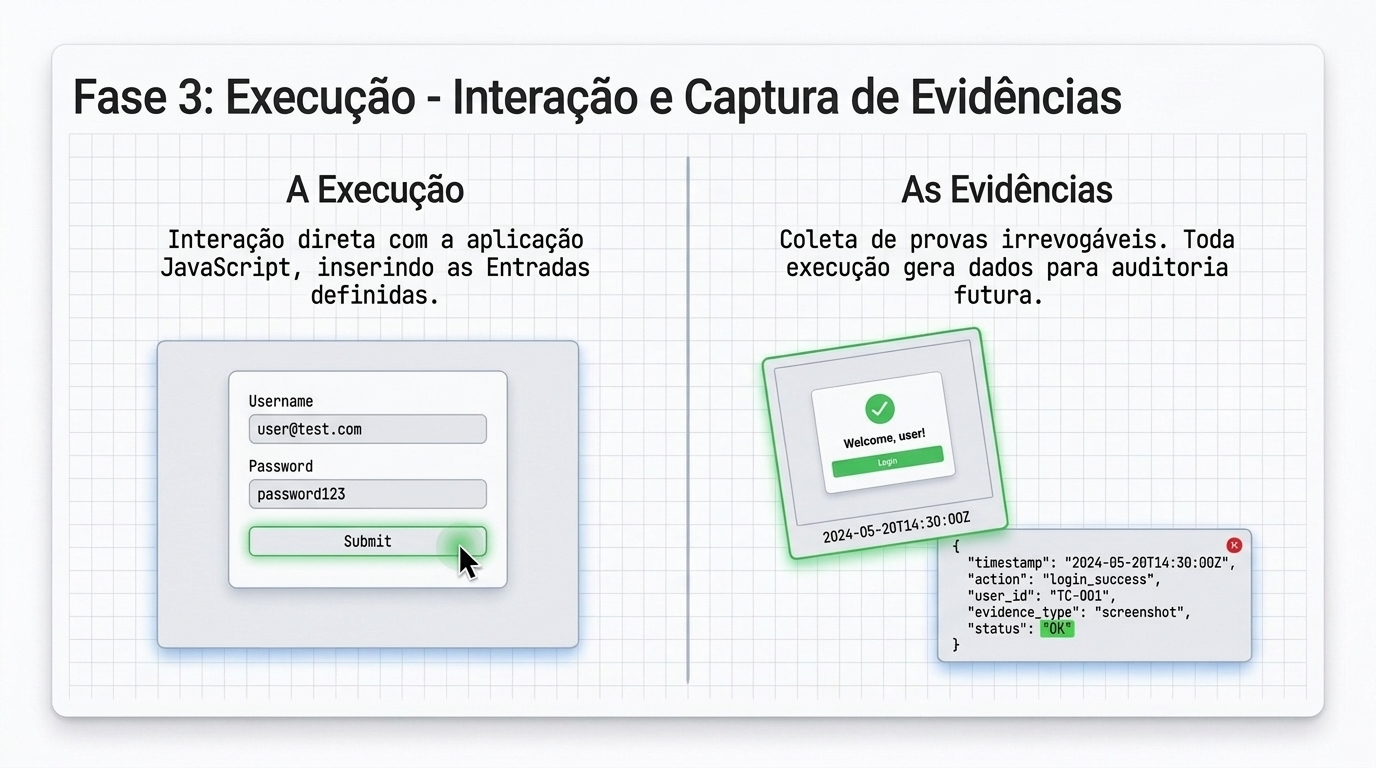 Fase 3: Execução - Interação e Captura de Evidências
A Execução
Interação direta com a aplicação
JavaScript, inserindo as Entradas
definidas.
Username
user@test.com
Password
password123
Submit
As Evidências
Coleta de provas irrevogáveis. Toda
execução gera dados para auditoria
futura.
Welcome, user!
Login
2024-05-20T14:30:00Z
{
"timestamp": "2024-05-20T14:30:00Z",
"action": "login_success",
"user_id": "TC-001",
"evidence_type": "screenshot",
"status": "OK"
}